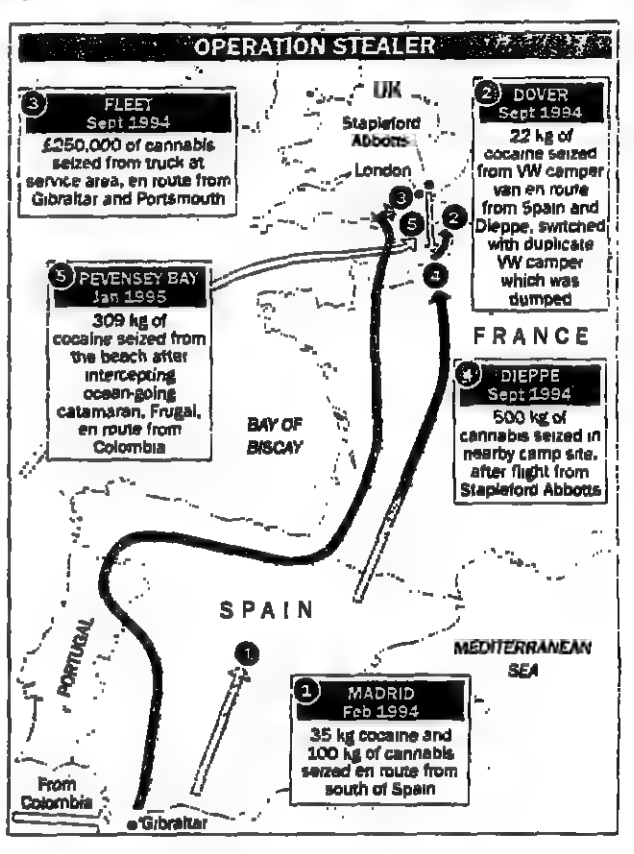 OPERATION STEALER
3
FLEET
Sept 1994
£250,000 of cannabis
seized from truck at
service area, en route from
Gibraltar and Portsmouth
UK
Stapleford
Abbotts
London
3
5
2
4
2
DOVER
Sept 1994
22 kg of
cocaine seized
from VW camper
van en route
from Spain and
Dieppe, switched
with duplicate
VW camper
which was
dumped
5
PEVENSEY BAY
Jan 1995
309 kg of
cocaine seized from
the beach after
intercepting
ocean-going
catamaran, Frugal,
en route from
Colombia
FRANCE
BAY OF
BISCAY
4
DIEPPE
Sept 1994
500 kg of
cannabis seized in
nearby camp site,
after flight from
Stapleford Abbotts
SPAIN
PORTUGAL
MEDITERRANEAN
SEA
1
1
MADRID
Feb 1994
35 kg cocaine and
100 kg of cannabis
seized en route from
south of Spain
From
Colombia
Gibraltar